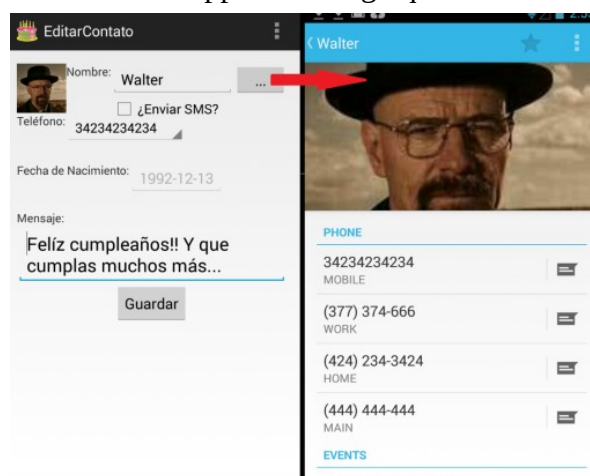 EditarContato
Nombre:
Walter
...
¿Enviar SMS?
Teléfono:
34234234234
Fecha de Nacimiento:
1992-12-13
Mensaje:
Felíz cumpleaños!! Y que
cumplas muchos más...
Guardar
Walter
PHONE
34234234234
MOBILE
(377) 374-666
WORK
(424) 234-3424
HOME
(444) 444-444
MAIN
EVENTS